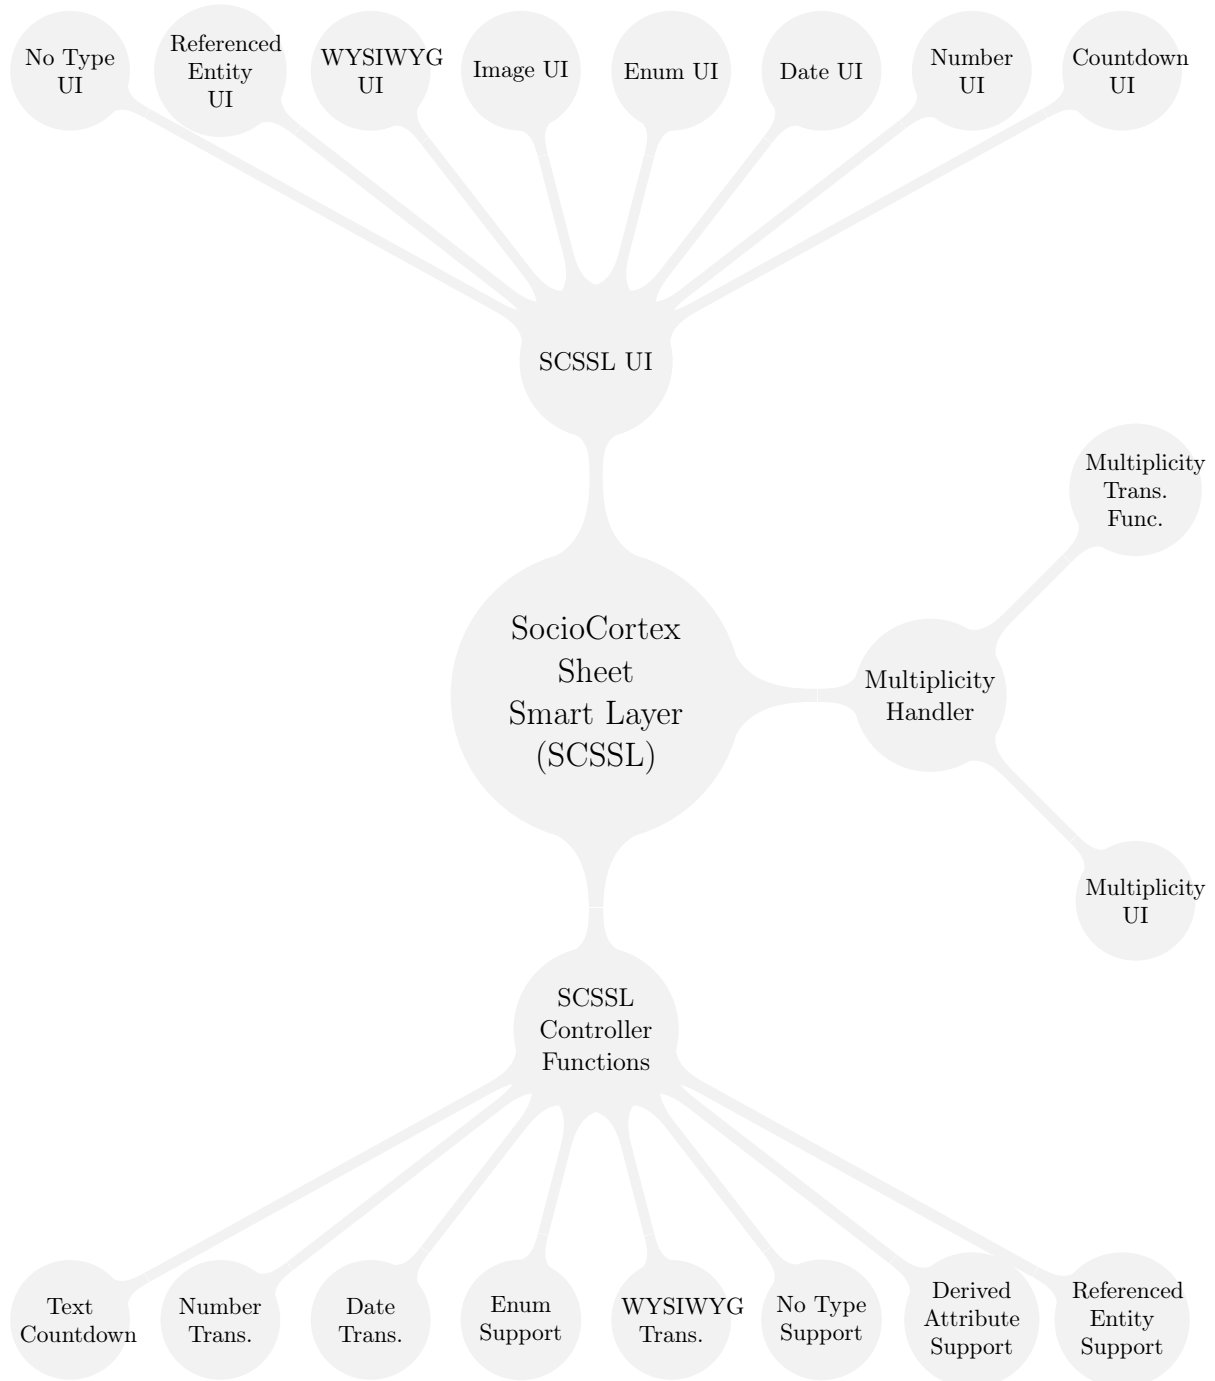 No Type
UI
Referenced
Entity
UI
WYSIWYG
UI
Image UI
Enum UI
Date UI
Number
UI
Countdown
UI
SCSSL UI
Multiplicity
Trans.
Func.
SocioCortex
Sheet
Smart Layer
(SCSSL)
Multiplicity
Handler
Multiplicity
UI
SCSSL
Controller
Functions
Text
Countdown
Number
Trans.
Date
Trans.
Enum
Support
WYSIWYG
Trans.
No Type
Support
Derived
Attribute
Support
Referenced
Entity
Support